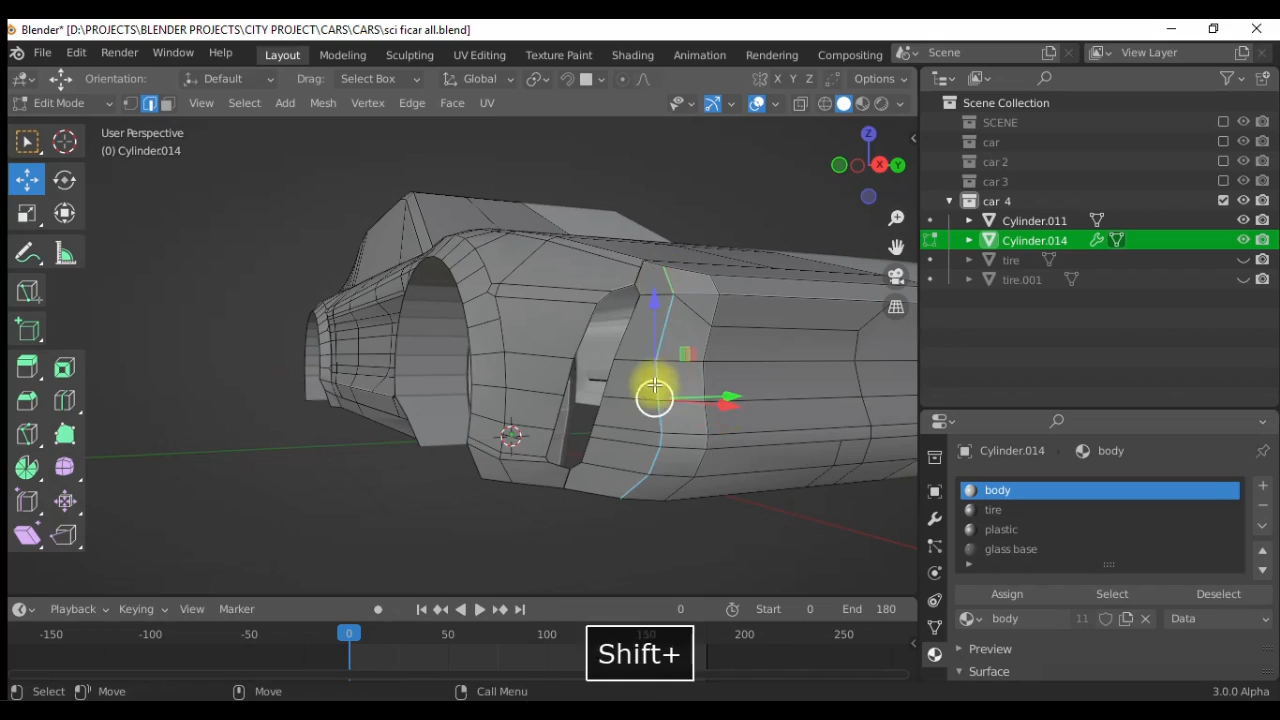 Blender* [D:\PROJECTS\BLENDER PROJECTS\CITY PROJECT\CARS\CARS\sci ficar all.blend]
File Edit Render Window Help Layout Modeling Sculpting UV Editing Texture Paint Shading Animation Rendering Compositing Scene View Layer
Orientation: Default Drag: Select Box Global X Y Z Options
Edit Mode View Select Add Mesh Vertex Edge Face UV
User Perspective
(0) Cylinder.014
Z
X
Y
Scene Collection
SCENE
car
car 2
car 3
car 4
Cylinder.011
Cylinder.014
tire
tire.001
Cylinder.014 body
body
tire
plastic
glass base
Assign Select Deselect
body 11 Data
Preview
Surface
Playback Keying View Marker 0 Start 0 End 180
-150 -100 -50 0 50 100 150 200 250
Shift+
Select Move Move Call Menu 3.0.0 Alpha